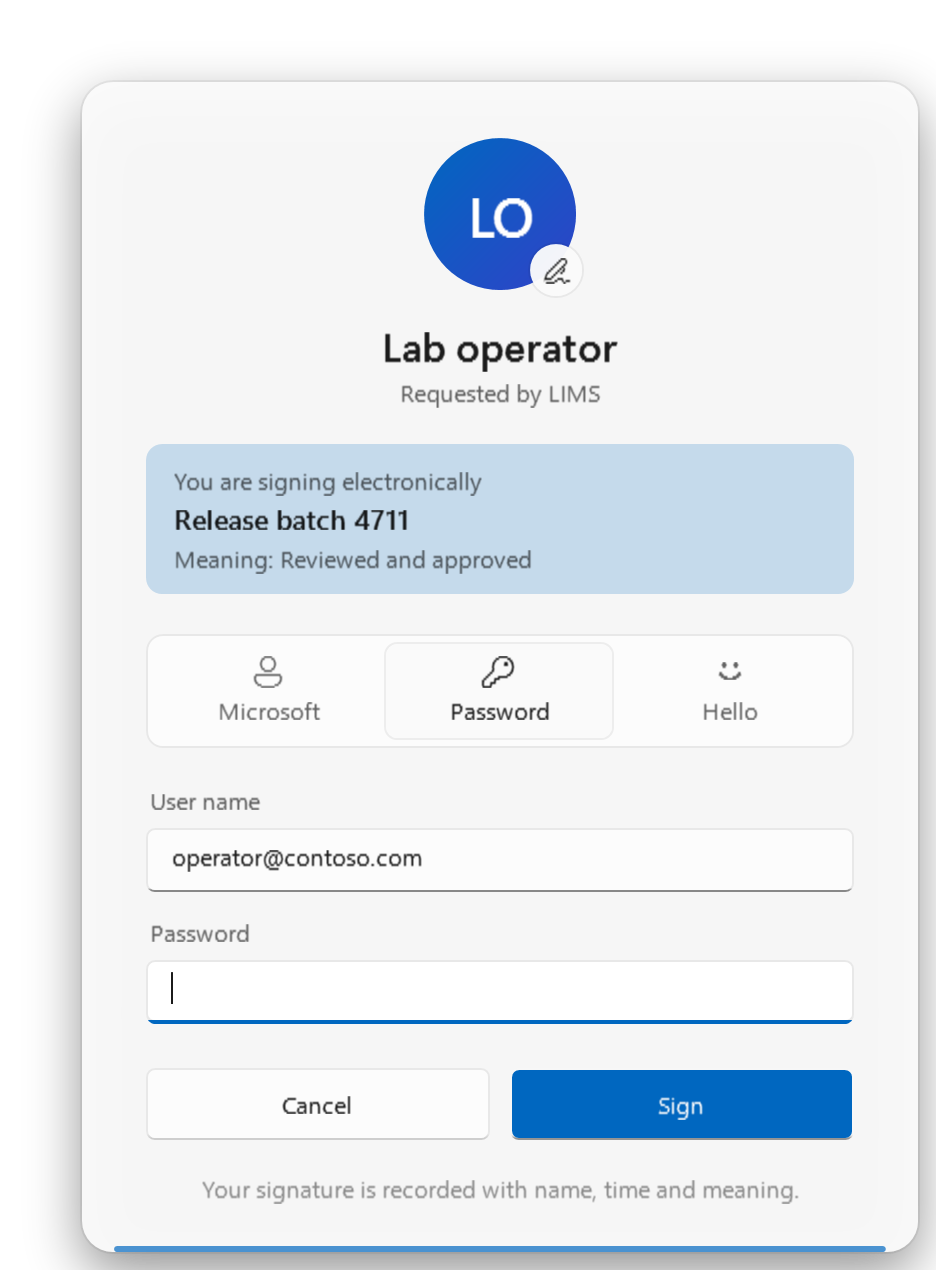 LO
Lab operator
Requested by LIMS
You are signing electronically
Release batch 4711
Meaning: Reviewed and approved
Microsoft Password Hello
User name
operator@contoso.com
Password
Cancel Sign
Your signature is recorded with name, time and meaning.